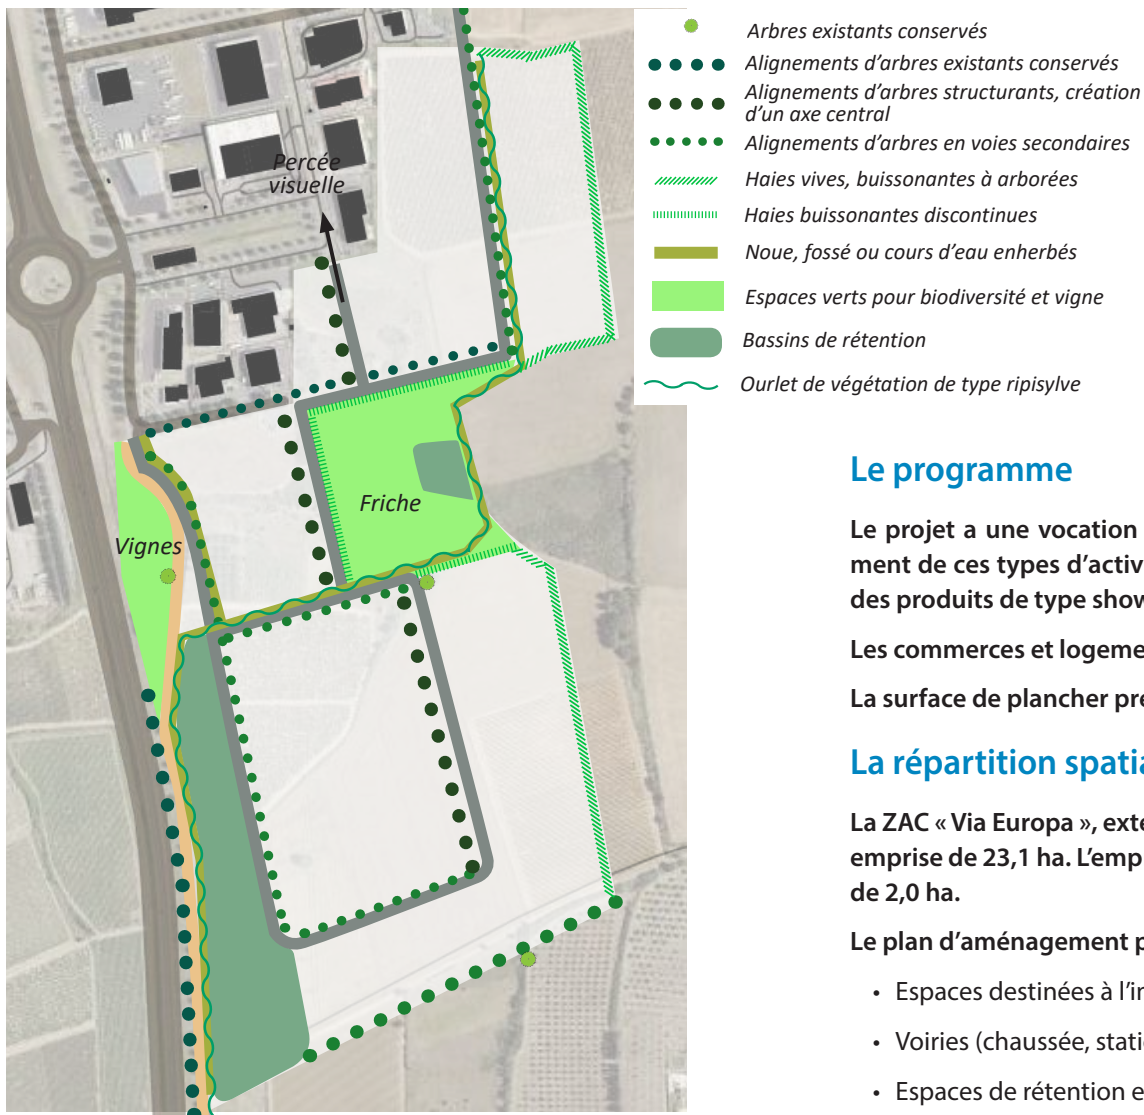 Percée
visuelle
Friche
Vignes
Arbres existants conservés
Alignements d'arbres existants conservés
Alignements d'arbres structurants, création
d'un axe central
Alignements d'arbres en voies secondaires
Haies vives, buissonantes à arborées
Haies buissonantes discontinues
Noue, fossé ou cours d'eau enherbés
Espaces verts pour biodiversité et vigne
Bassins de rétention
Ourlet de végétation de type ripisylve
Le programme
Le projet a une vocation
ment de ces types d'activ
des produits de type show
Les commerces et logeme
La surface de plancher pré
La répartition spatia
La ZAC « Via Europa », exte
emprise de 23,1 ha. L'emp
de 2,0 ha.
Le plan d'aménagement p
• Espaces destinées à l'in
• Voiries (chaussée, stati
• Espaces de rétention e